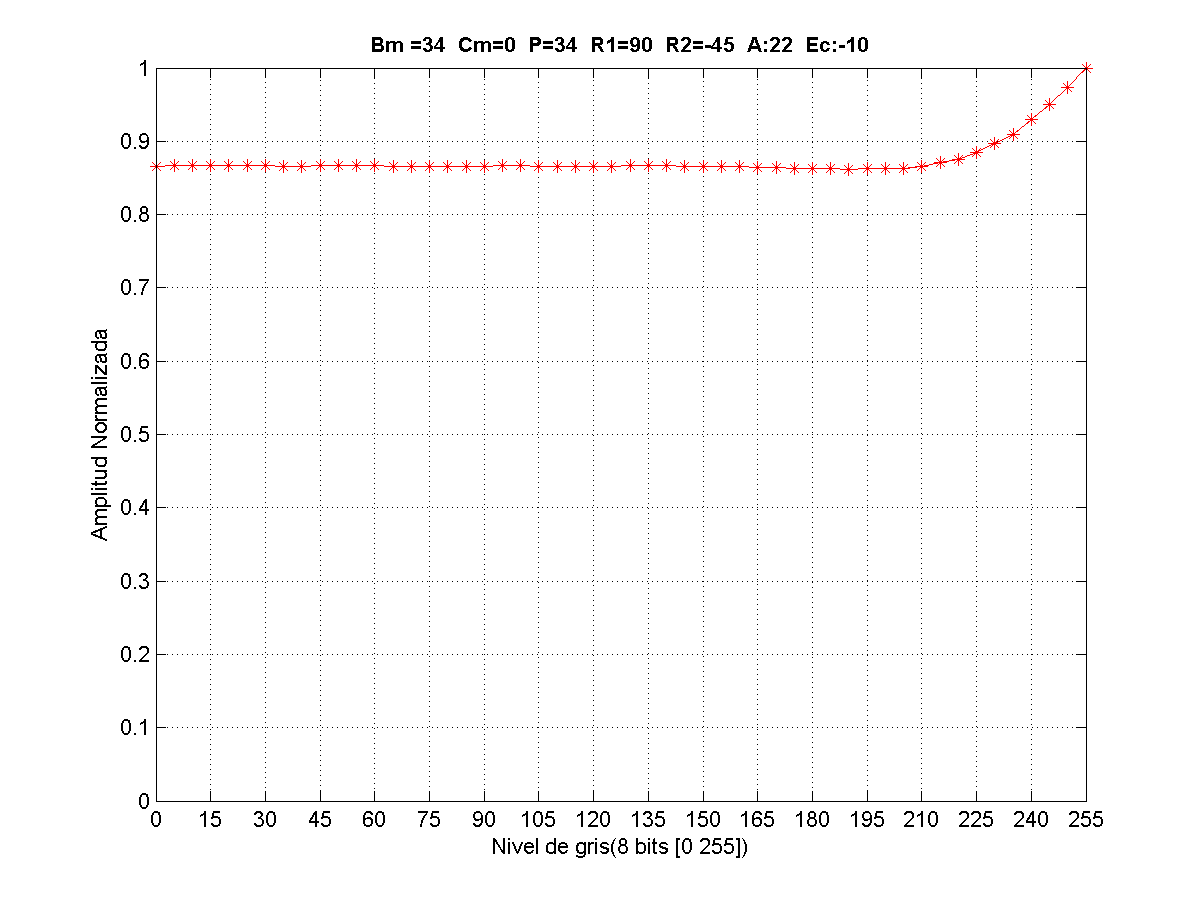 Bm =34 Cm=0 P=34 R1=90 R2=-45 A:22 Ec:-10
1
0.9
0.8
0.7
0.6
0.5
0.4
0.3
0.2
0.1
0
Amplitud Normalizada
0 15 30 45 60 75 90 105 120 135 150 165 180 195 210 225 240 255
Nivel de gris(8 bits [0 255])